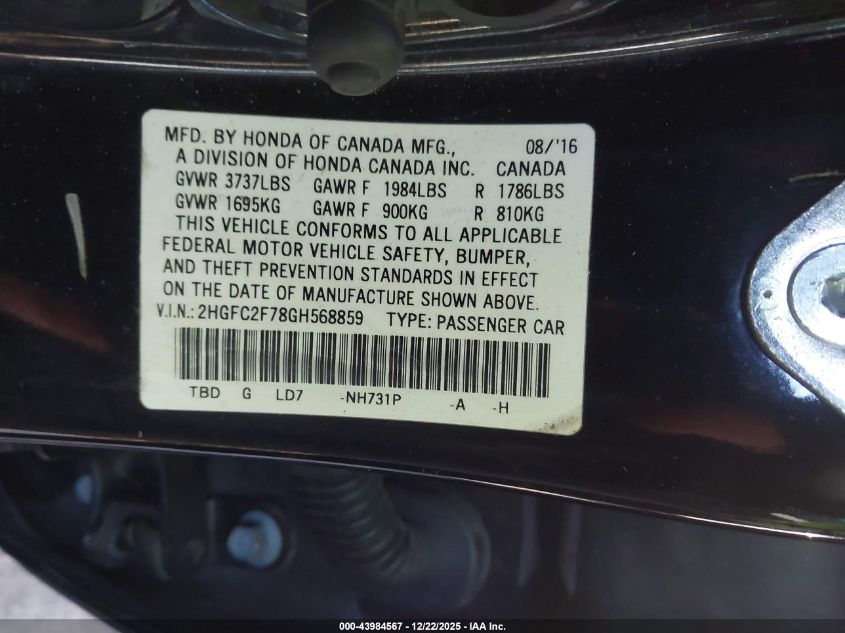 MFD. BY HONDA OF CANADA MFG., 08/'16
A DIVISION OF HONDA CANADA INC. CANADA
GVWR 3737LBS GAWR F 1984LBS R 1786LBS
GVWR 1695KG GAWR F 900KG R 810KG
THIS VEHICLE CONFORMS TO ALL APPLICABLE
FEDERAL MOTOR VEHICLE SAFETY, BUMPER,
AND THEFT PREVENTION STANDARDS IN EFFECT
ON THE DATE OF MANUFACTURE SHOWN ABOVE.
V.I.N.: 2HGFC2F78GH568859 TYPE: PASSENGER CAR
TBD G LD7 -NH731P -A -H
000-43984567 - 12/22/2025 - IAA Inc.